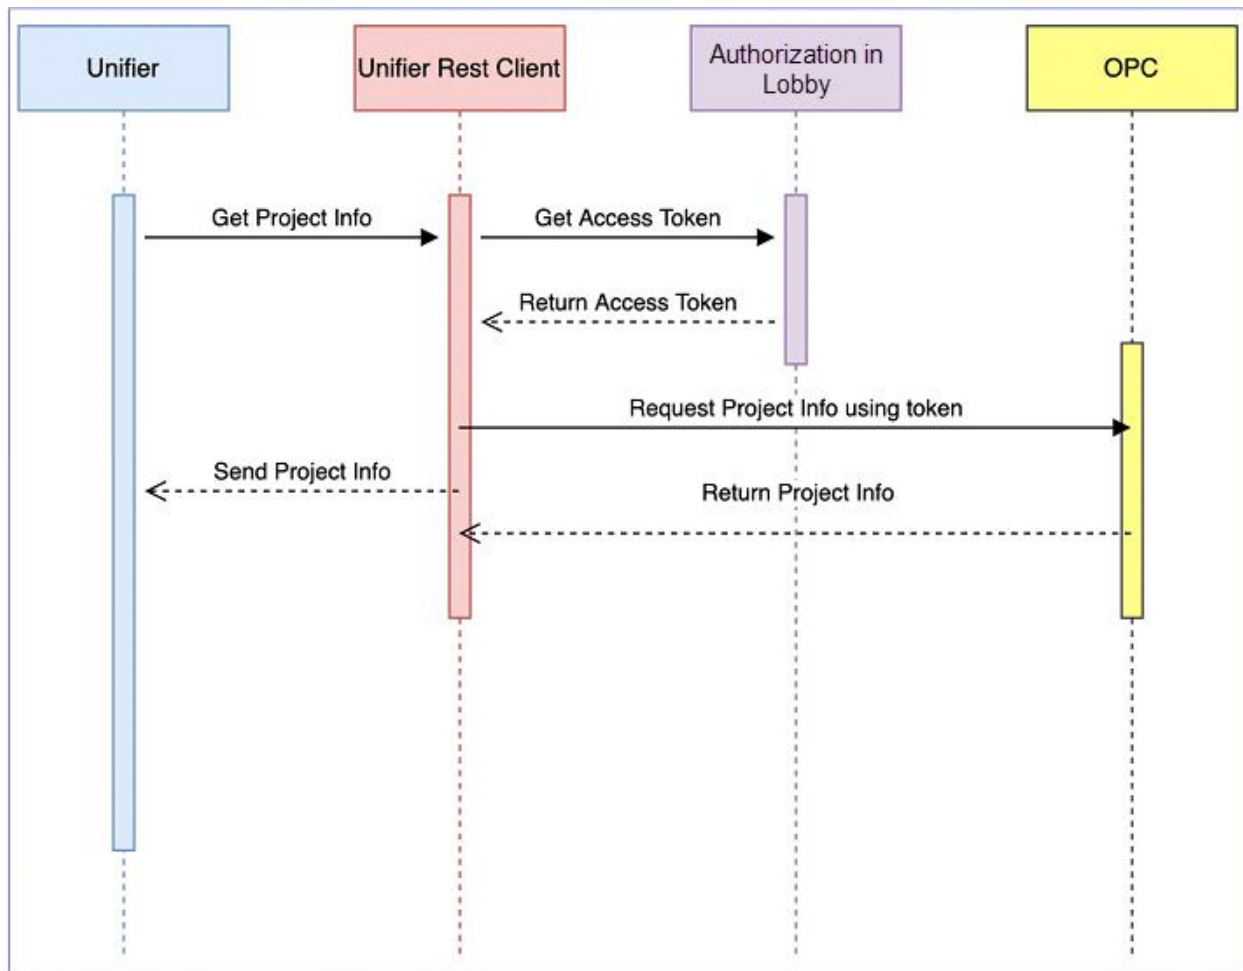 Unifier
Unifier Rest Client
Authorization in
Lobby
OPC
Get Project Info
Get Access Token
Return Access Token
Request Project Info using token
Send Project Info
Return Project Info